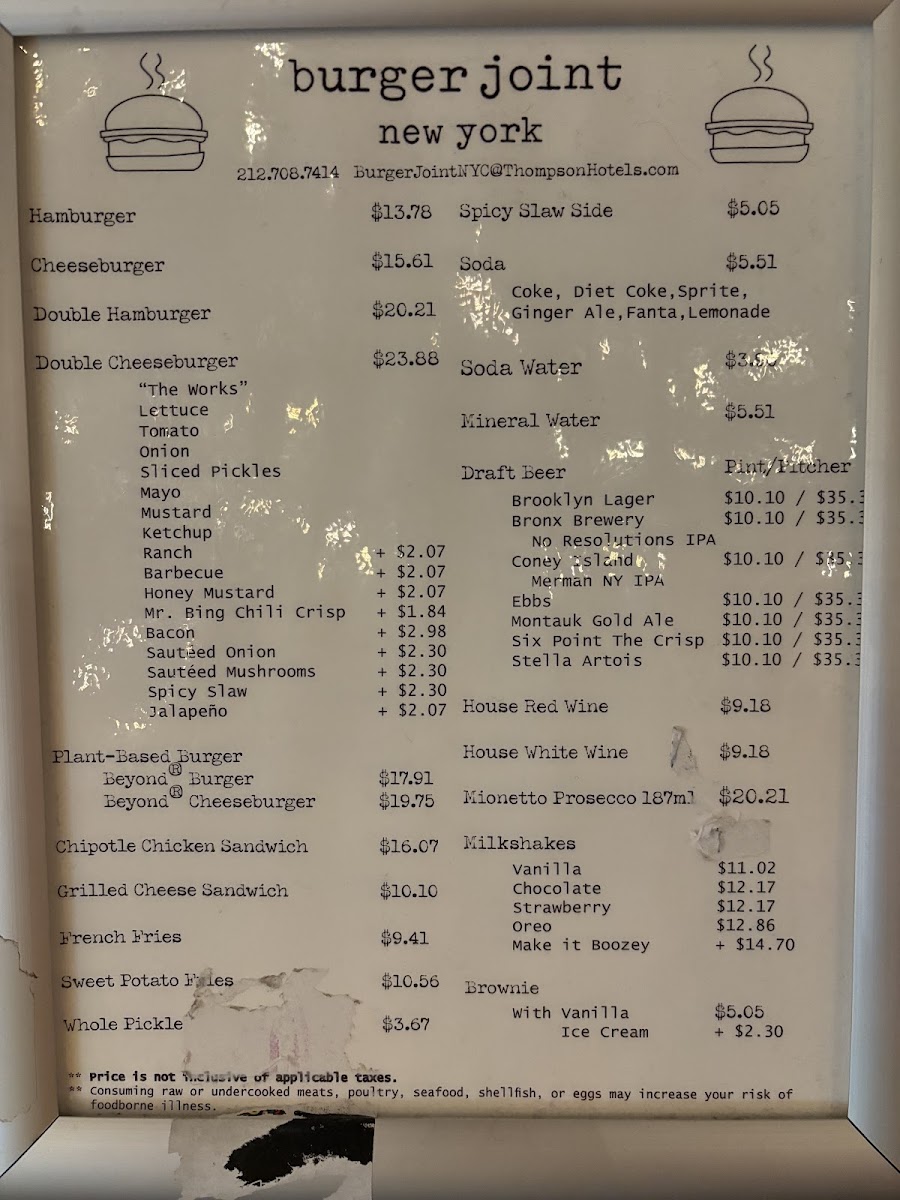 burger joint
new york
212.708.7414 BurgerJointNYC@ThompsonHotels.com
Hamburger $13.78
Cheeseburger $15.61
Double Hamburger $20.21
Double Cheeseburger $23.88
“The Works”
Lettuce
Tomato
Onion
Sliced Pickles
Mayo
Mustard
Ketchup
Ranch + $2.07
Barbecue + $2.07
Honey Mustard + $2.07
Mr. Bing Chili Crisp + $1.84
Bacon + $2.98
Sautéed Onion + $2.30
Sautéed Mushrooms + $2.30
Spicy Slaw + $2.30
Jalapeño + $2.07
Plant-Based Burger
Beyond® Burger $17.91
Beyond® Cheeseburger $19.75
Chipotle Chicken Sandwich $16.07
Grilled Cheese Sandwich $10.10
French Fries $9.41
Sweet Potato Fries $10.56
Whole Pickle $3.67
Spicy Slaw Side $5.05
Soda $5.51
Coke, Diet Coke,Sprite,
Ginger Ale,Fanta,Lemonade
Soda Water
Mineral Water $5.51
Draft Beer Pint/Pitcher
Brooklyn Lager $10.10 / $35.3
Bronx Brewery $10.10 / $35.3
No Resolutions IPA
Coney Island $10.10 / $35.3
Merman NY IPA
Ebbs $10.10 / $35.3
Montauk Gold Ale $10.10 / $35.3
Six Point The Crisp $10.10 / $35.3
Stella Artois $10.10 / $35.3
House Red Wine $9.18
House White Wine $9.18
Mionetto Prosecco 187ml $20.21
Milkshakes
Vanilla $11.02
Chocolate $12.17
Strawberry $12.17
Oreo $12.86
Make it Boozey + $14.70
Brownie
With Vanilla $5.05
Ice Cream + $2.30
** Price is not inclusive of applicable taxes.
** Consuming raw or undercooked meats, poultry, seafood, shellfish, or eggs may increase your risk of
foodborne illness.